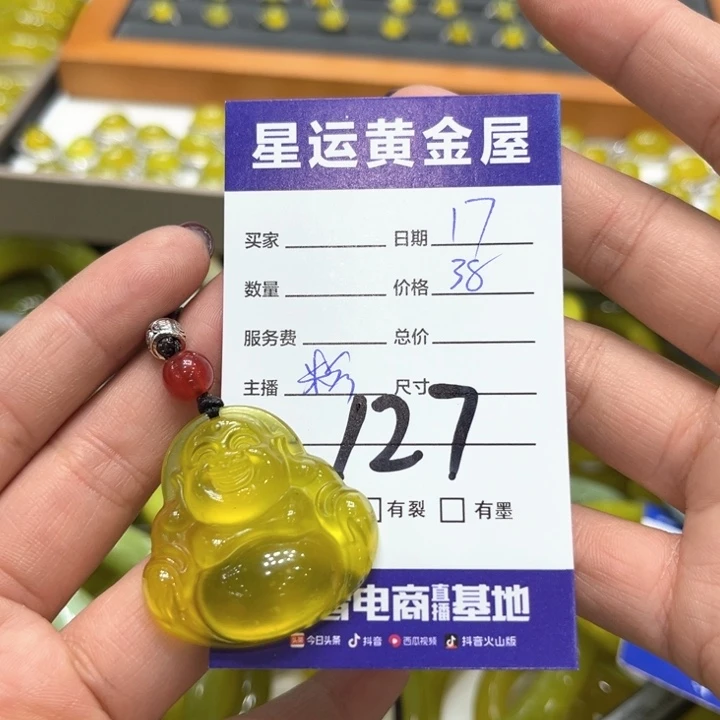 星运黄金屋
买家 日期 17
数量 价格 38
服务费 总价
主播 尺寸
127
有裂 有墨
电商直播基地
今日头条 抖音 西瓜视频 抖音火山版